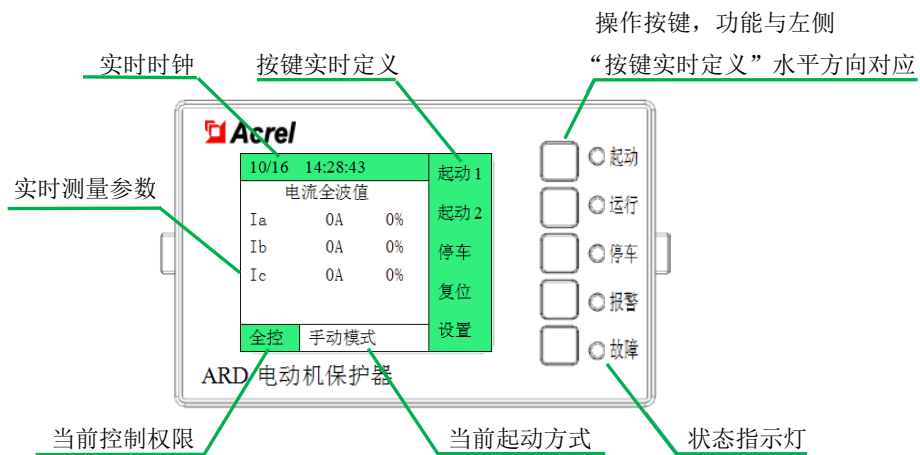 操作按键，功能与左侧
实时时钟
按键实时定义
“按键实时定义”水平方向对应
Acrel
10/16 14:28:43
起动1
起动
电流全波值
实时测量参数
Ia 0A 0%
起动2
运行
Ib 0A 0%
停车
停车
Ic 0A 0%
复位
报警
全控
手动模式
设置
故障
ARD 电动机保护器
当前控制权限
当前起动方式
状态指示灯